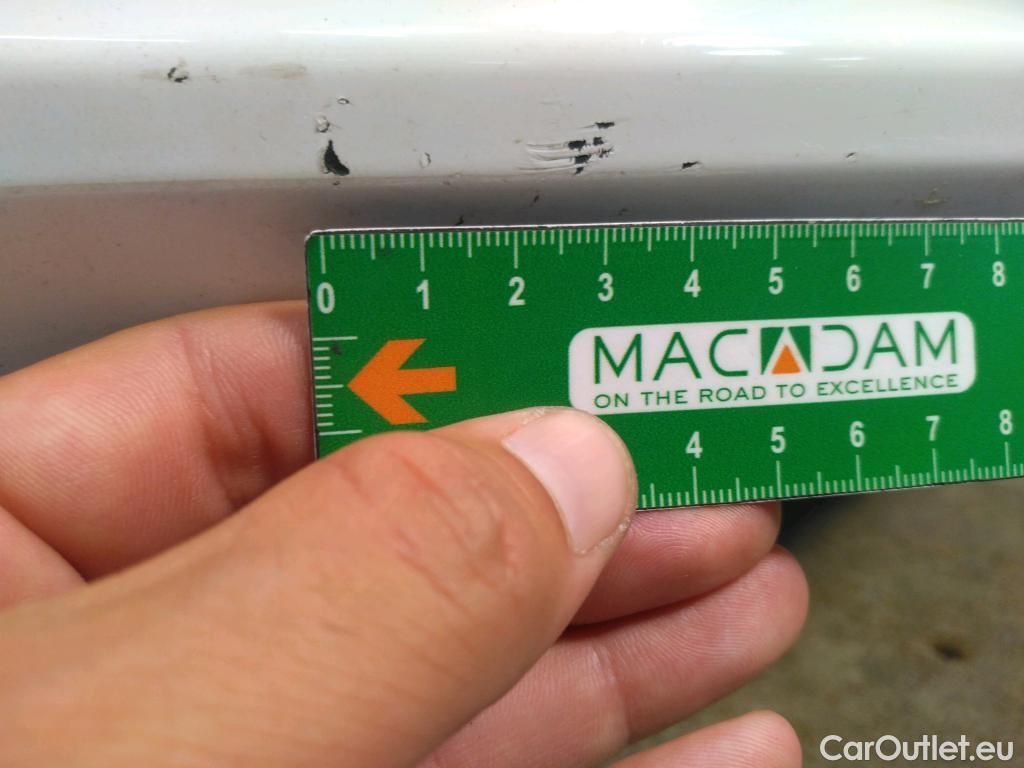 0 1 2 3 4 5 6 7 8
MACADAM
ON THE ROAD TO EXCELLENCE
4 5 6 7 8
CarOutlet.eu